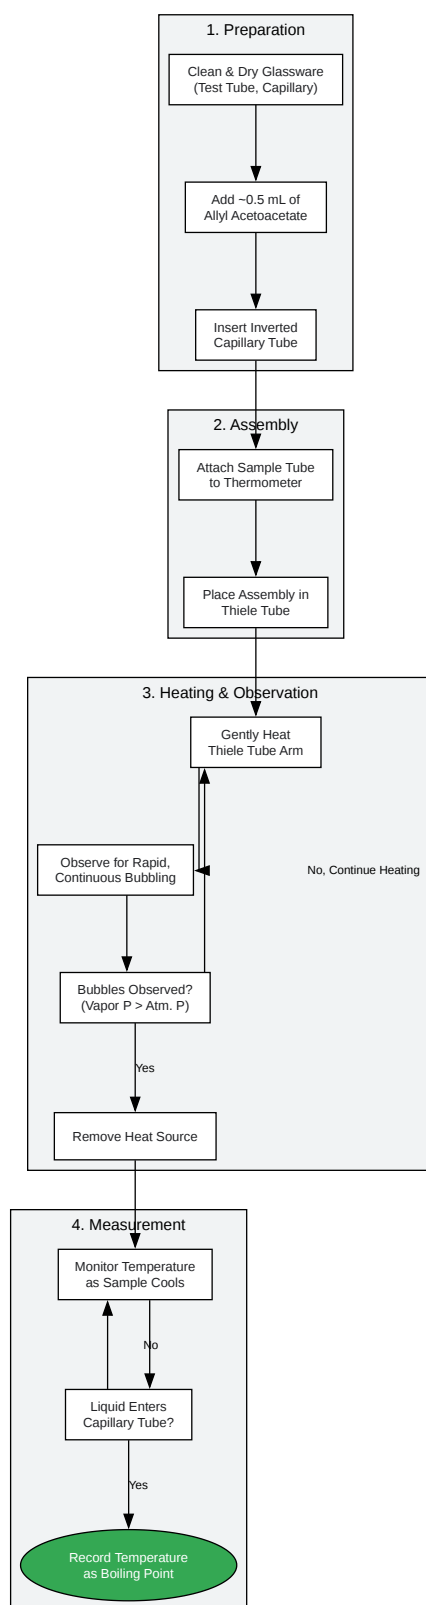 1. Preparation
Clean & Dry Glassware
(Test Tube, Capillary)
Add ~0.5 mL of
Allyl Acetoacetate
Insert Inverted
Capillary Tube
2. Assembly
Attach Sample Tube
to Thermometer
Place Assembly in
Thiele Tube
3. Heating & Observation
Gently Heat
Thiele Tube Arm
Observe for Rapid,
Continuous Bubbling
No, Continue Heating
Bubbles Observed?
(Vapor P > Atm. P)
Yes
Remove Heat Source
4. Measurement
Monitor Temperature
as Sample Cools
No
Liquid Enters
Capillary Tube?
Yes
Record Temperature
as Boiling Point